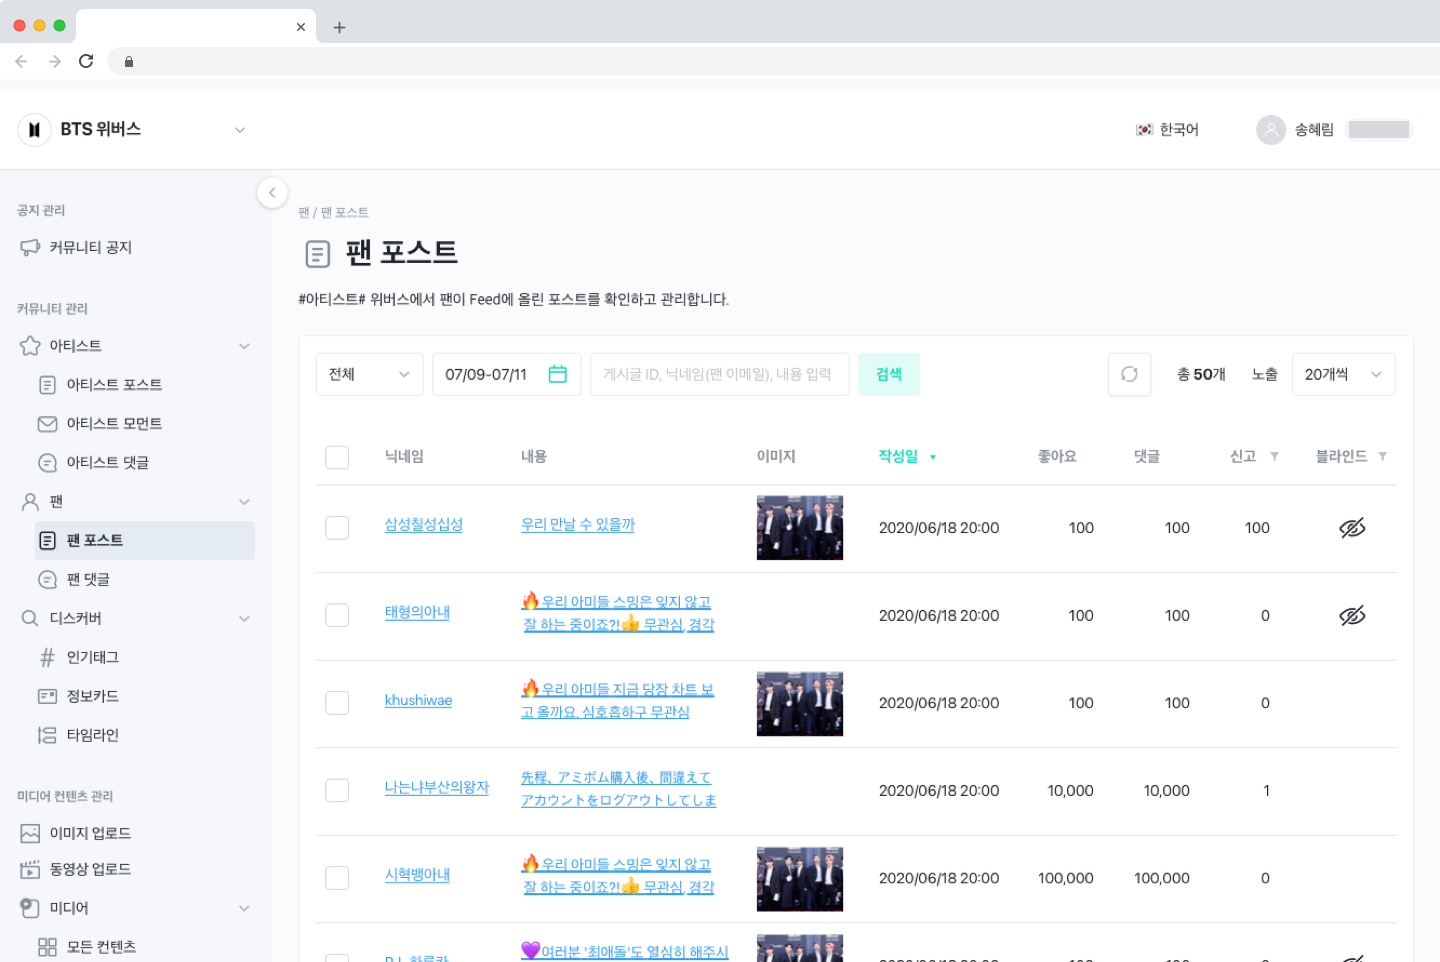 BTS 위버스
한국어
송혜림
공지 관리
커뮤니티 공지
커뮤니티 관리
아티스트
아티스트 포스트
아티스트 모먼트
아티스트 댓글
팬
팬 포스트
팬 댓글
디스커버
인기태그
정보카드
타임라인
미디어 컨텐츠 관리
이미지 업로드
동영상 업로드
미디어
모든 컨텐츠
팬 / 팬 포스트
팬 포스트
#아티스트# 위버스에서 팬이 Feed에 올린 포스트를 확인하고 관리합니다.
전체
07/09-07/11
게시글 ID, 닉네임(팬 이메일), 내용 입력
검색
총 50개
노출
20개씩
닉네임 내용 이미지 작성일 좋아요 댓글 신고 블라인드
삼성칠성십성 우리 만날 수 있을까 2020/06/18 20:00 100 100 100
태형의아내 🔥우리 아미들 스밍은 잊지 않고
잘 하는 중이죠?!👍 무관심, 경각 2020/06/18 20:00 100 100 0
khushiwae 🔥우리 아미들 지금 당장 차트 보
고 올까요, 심호흡하구 무관심 2020/06/18 20:00 100 100 0
나는냐부산의왕자 先程、アミボム購入後、間違えて
アカウントをログアウトしてしま 2020/06/18 20:00 10,000 10,000 1
시혁뱅아내 🔥우리 아미들 스밍은 잊지 않고
잘 하는 중이죠?!👍 무관심, 경각 2020/06/18 20:00 100,000 100,000 0
💜여러분 '최애돌'도 열심히 해주시